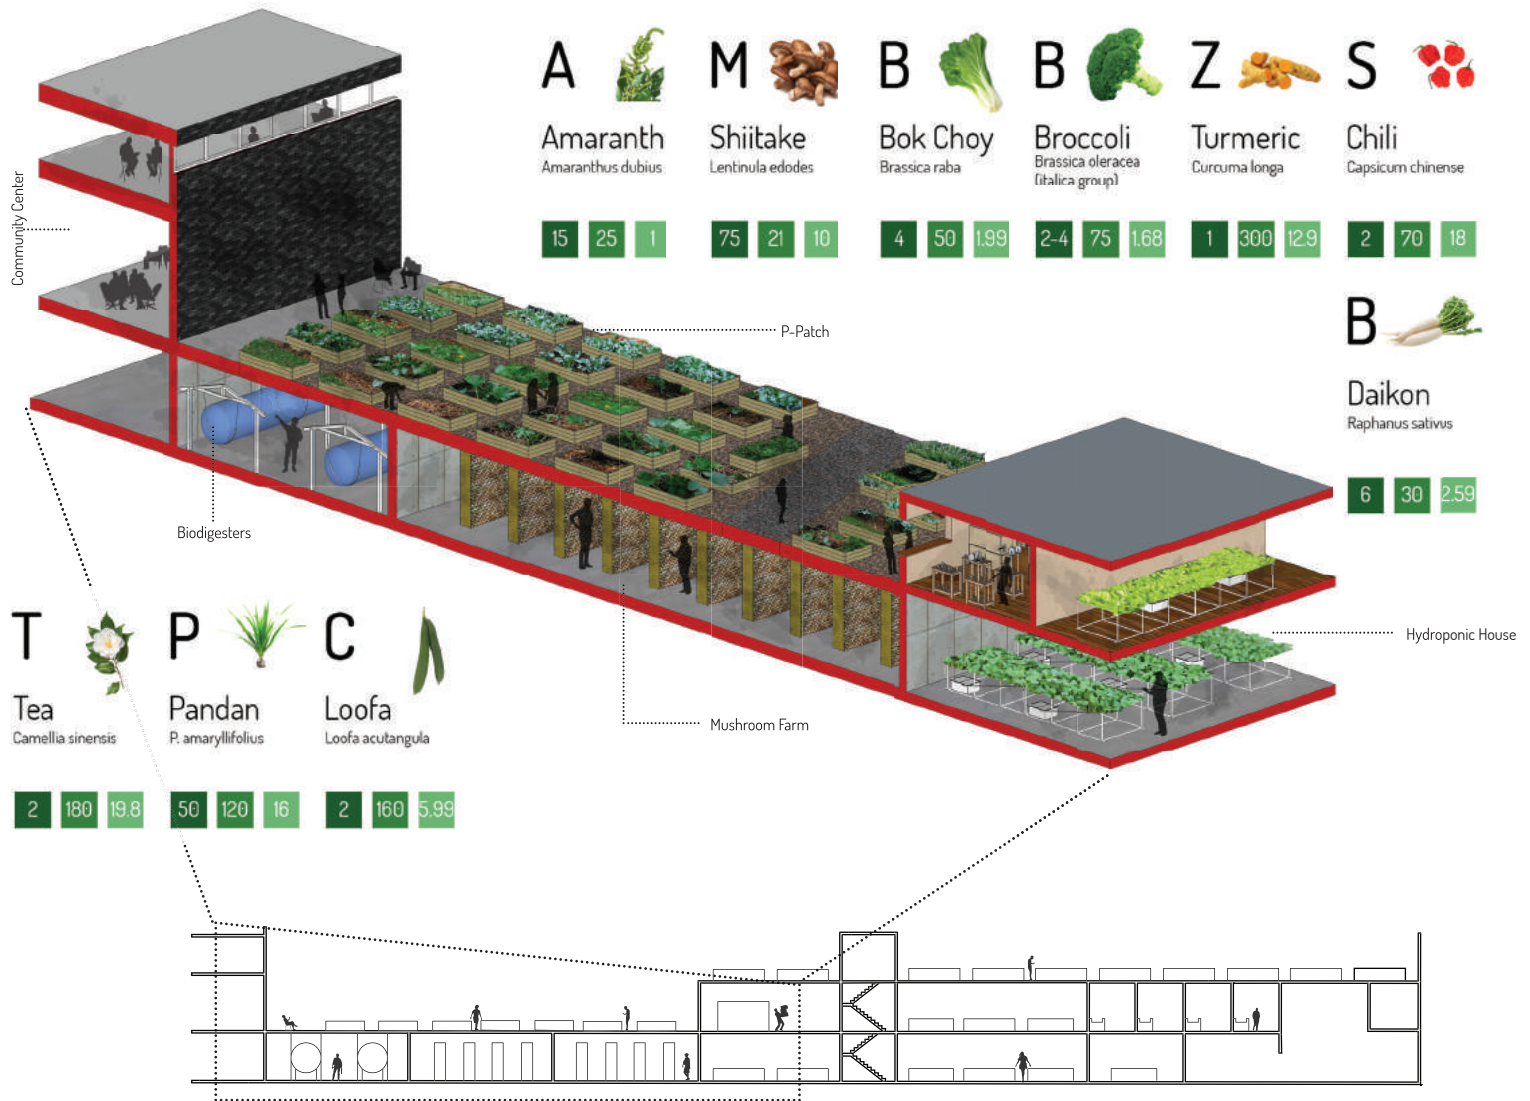 A
Amaranth
Amaranthus dubius
15 25 1
M
Shiitake
Lentinula edodes
75 21 10
B
Bok Choy
Brassica raba
4 50 1.99
B
Broccoli
Brassica oleracea
(italica group)
2-4 75 1.68
Z
Turmeric
Curcuma longa
1 300 12.9
S
Chili
Capsicum chinense
2 70 18
B
Daikon
Raphanus sativus
6 30 2.59
Community Center
P-Patch
Biodigesters
Hydroponic House
Mushroom Farm
T
Tea
Camellia sinensis
2 180 19.8
P
Pandan
P. amaryllifolius
50 120 16
C
Loofa
Loofa acutangula
2 160 5.99